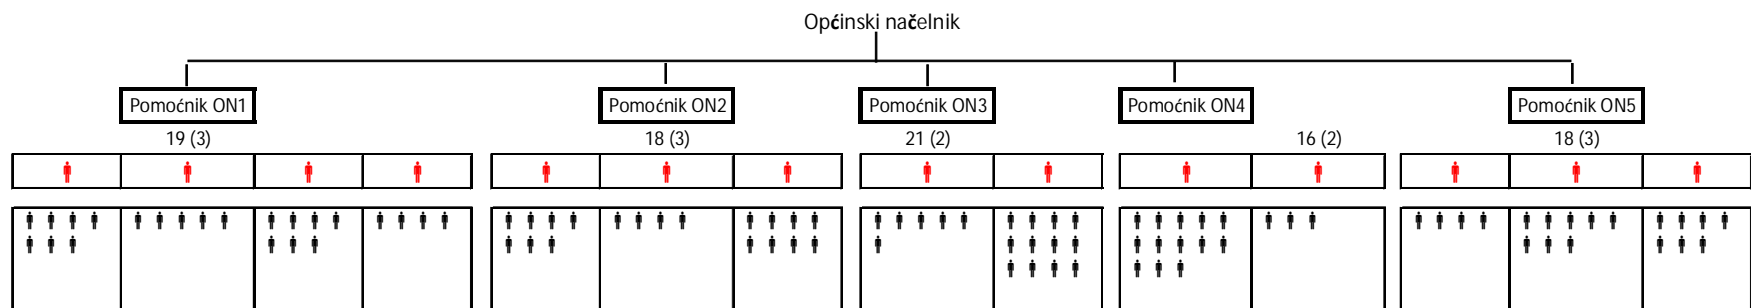 Općinski načelnik
Pomoćnik ON1
Pomoćnik ON2
Pomoćnik ON3
Pomoćnik ON4
Pomoćnik ON5
19 (3)
18 (3)
21 (2)
16 (2)
18 (3)